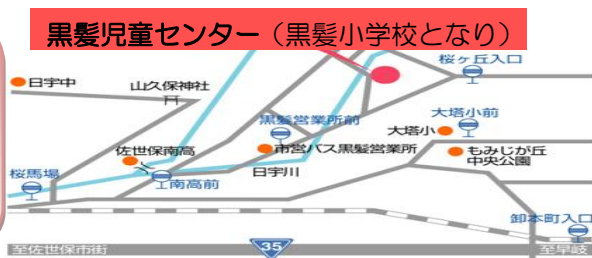 黒髪児童センター（黒髪小学校となり）
桜ヶ丘入口
日宇中
山久保神社
大塔小前
黒髪営業所前
大塔小
佐世保南高
市営バス黒髪営業所
もみじが丘
中央公園
桜馬場
南高前
日宇川
卸本町入口
至佐世保市街
35
至早岐